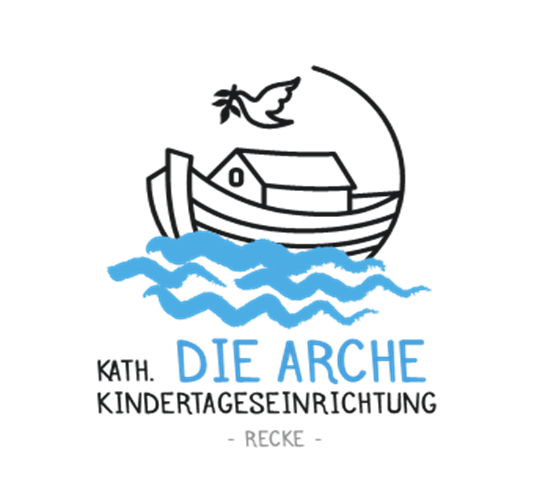 KATH. DIE ARCHE
KINDERTAGESEINRICHTUNG
- RECKE -